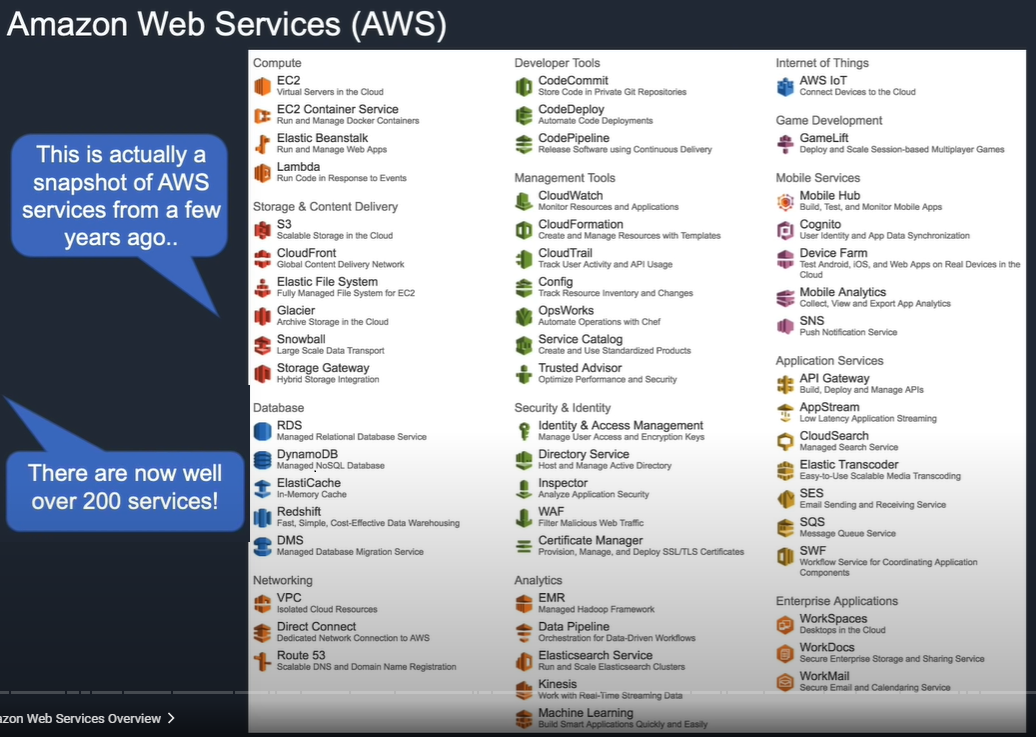 Amazon Web Services (AWS)
This is actually a
snapshot of AWS
services from a few
years ago..
There are now well
over 200 services!
Compute
EC2
Virtual Servers in the Cloud
EC2 Container Service
Run and Manage Docker Containers
Elastic Beanstalk
Run and Manage Web Apps
Lambda
Run Code in Response to Events
Storage & Content Delivery
S3
Scalable Storage in the Cloud
CloudFront
Global Content Delivery Network
Elastic File System
Fully Managed File System for EC2
Glacier
Archive Storage in the Cloud
Snowball
Large Scale Data Transport
Storage Gateway
Hybrid Storage Integration
Database
RDS
Managed Relational Database Service
DynamoDB
Managed NoSQL Database
ElastiCache
In-Memory Cache
Redshift
Fast, Simple, Cost-Effective Data Warehousing
DMS
Managed Database Migration Service
Networking
VPC
Isolated Cloud Resources
Direct Connect
Dedicated Network Connection to AWS
Route 53
Scalable DNS and Domain Name Registration
Developer Tools
CodeCommit
Store Code in Private Git Repositories
CodeDeploy
Automate Code Deployments
CodePipeline
Release Software using Continuous Delivery
Management Tools
CloudWatch
Monitor Resources and Applications
CloudFormation
Create and Manage Resources with Templates
CloudTrail
Track User Activity and API Usage
Config
Track Resource Inventory and Changes
OpsWorks
Automate Operations with Chef
Service Catalog
Create and Use Standardized Products
Trusted Advisor
Optimize Performance and Security
Security & Identity
Identity & Access Management
Manage User Access and Encryption Keys
Directory Service
Host and Manage Active Directory
Inspector
Analyze Application Security
WAF
Filter Malicious Web Traffic
Certificate Manager
Provision, Manage, and Deploy SSL/TLS Certificates
Analytics
EMR
Managed Hadoop Framework
Data Pipeline
Orchestration for Data-Driven Workflows
Elasticsearch Service
Run and Scale Elasticsearch Clusters
Kinesis
Work with Real-Time Streaming Data
Machine Learning
Build Smart Applications Quickly and Easily
Internet of Things
AWS IoT
Connect Devices to the Cloud
Game Development
GameLift
Deploy and Scale Session-based Multiplayer Games
Mobile Services
Mobile Hub
Build, Test, and Monitor Mobile Apps
Cognito
User Identity and App Data Synchronization
Device Farm
Test Android, iOS, and Web Apps on Real Devices in the
Cloud
Mobile Analytics
Collect, View and Export App Analytics
SNS
Push Notification Service
Application Services
API Gateway
Build, Deploy and Manage APIs
AppStream
Low Latency Application Streaming
CloudSearch
Managed Search Service
Elastic Transcoder
Easy-to-Use Scalable Media Transcoding
SES
Email Sending and Receiving Service
SQS
Message Queue Service
SWF
Workflow Service for Coordinating Application
Components
Enterprise Applications
WorkSpaces
Desktops in the Cloud
WorkDocs
Secure Enterprise Storage and Sharing Service
WorkMail
Secure Email and Calendaring Service
azon Web Services Overview